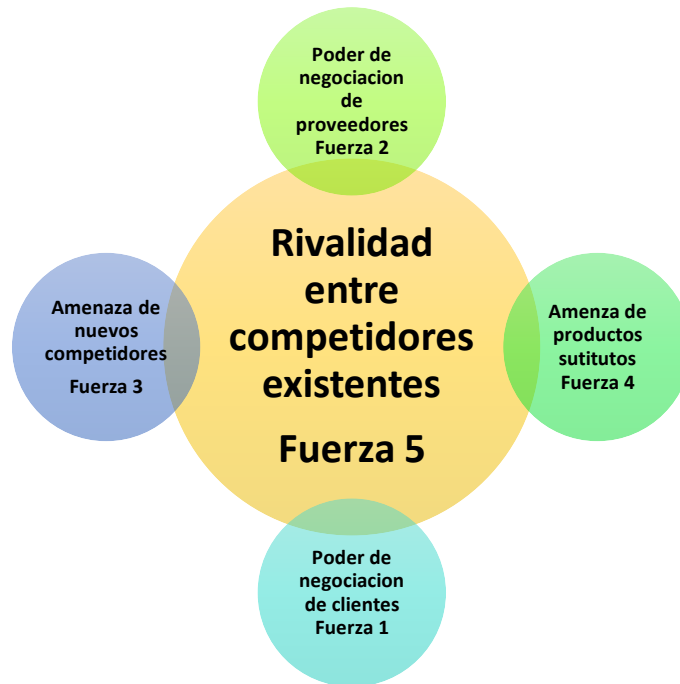 Poder de
negociacion
de
proveedores
Fuerza 2
Rivalidad
entre
competidores
existentes
Fuerza 5
Amenaza de
nuevos
competidores
Fuerza 3
Amenza de
productos
sutitutos
Fuerza 4
Poder de
negociacion
de clientes
Fuerza 1